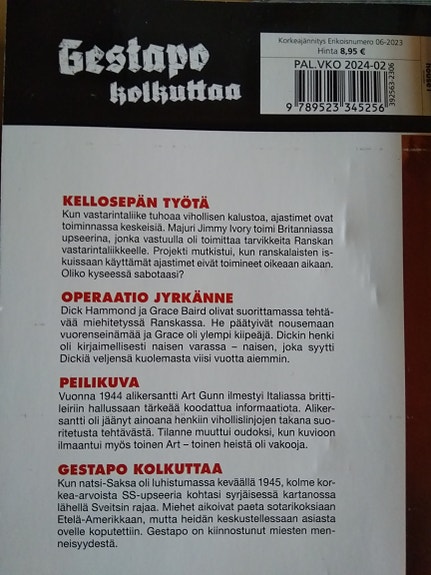 Gestapo
kolkuttaa
Korkeajännitys Erikoisnumero 06-2023
Hinta 8,95 €
PAL.VKO 2024-02
9 789523 345256
392563-2306
KELLOSEPÄN TYÖTÄ
Kun vastarintaliike tuhoaa vihollisen kalustoa, ajastimet ovat
toiminnassa keskeisiä. Majuri Jimmy Ivory toimi Britanniassa
upseerina, jonka vastuulla oli toimittaa tarvikkeita Ranskan
vastarintaliikkeelle. Projekti mutkistui, kun ranskalaisten is-
kuissaan käyttämät ajastimet eivät toimineet oikeaan aikaan.
Oliko kyseessä sabotaasi?
OPERAATIO JYRKÄNNE
Dick Hammond ja Grace Baird olivat suorittamassa tehtä-
vää miehitetyssä Ranskassa. He päätyivät nousemaan
vuorenseinämää ja Grace oli ylempi kiipeäjä. Dickin henki
oli kirjaimellisesti naisen varassa – naisen, joka syytti
Dickiä veljensä kuolemasta viisi vuotta aiemmin.
PEILIKUVA
Vuonna 1944 alikersantti Art Gunn ilmestyi Italiassa britti-
leiriin hallussaan tärkeää koodattua informaatiota. Aliker-
santti oli jäänyt ainoana henkiin vihollislinjojen takana suo-
ritetusta tehtävästä. Tilanne muuttui oudoksi, kun kuvioon
ilmaantui myös toinen Art – toinen heistä oli vakooja.
GESTAPO KOLKUTTAA
Kun natsi-Saksa oli luhistumassa keväällä 1945, kolme kor-
kea-arvoista SS-upseeria kohtasi syrjäisessä kartanossa
lähellä Sveitsin rajaa. Miehet aikoivat paeta sotarikoksiaan
Etelä-Amerikkaan, mutta heidän keskustellessaan asiasta
ovelle koputettiin. Gestapo on kiinnostunut miesten men-
neisyydestä.